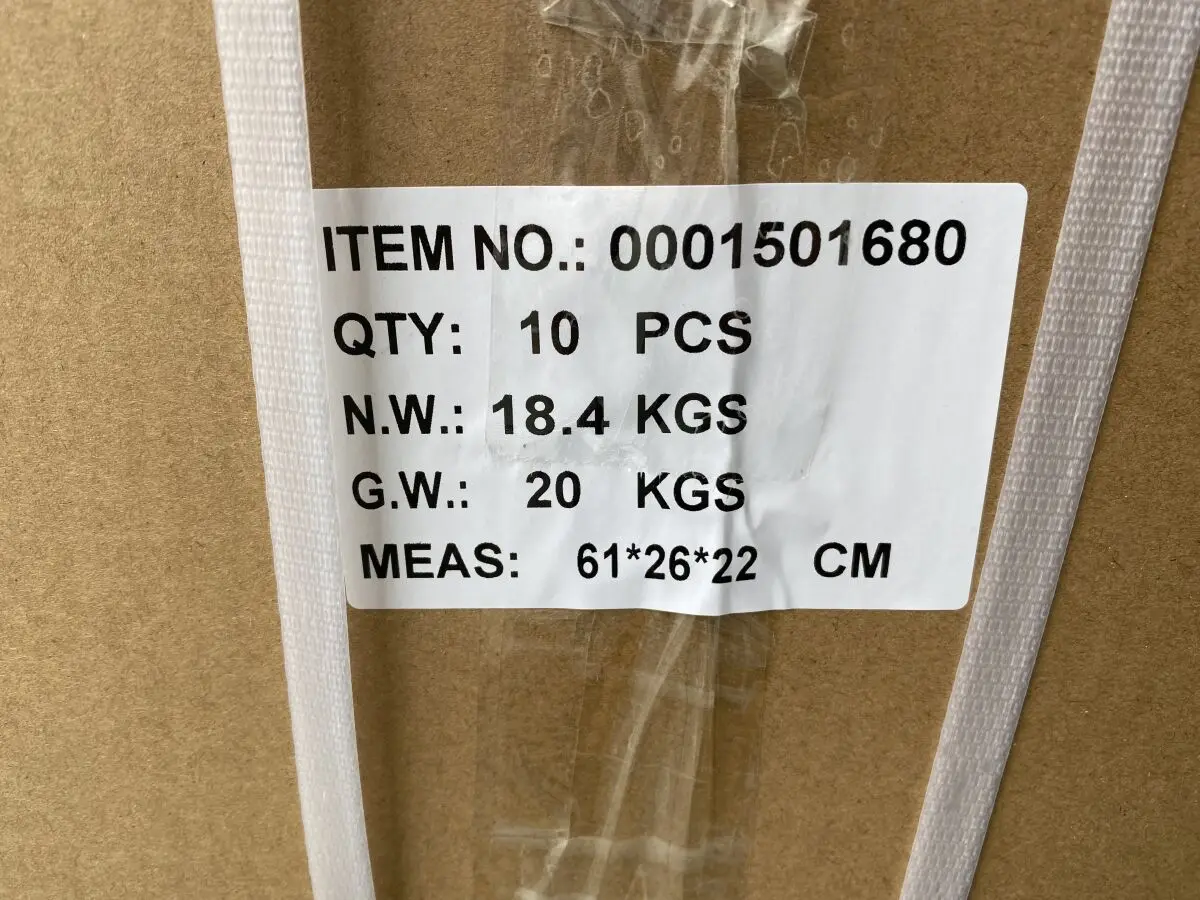 ITEM NO.: 0001501680
QTY: 10 PCS
N.W.: 18.4 KGS
G.W.: 20 KGS
MEAS: 61*26*22 CM